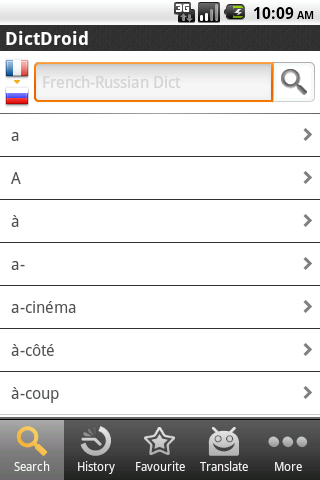 3G
10:09 AM
DictDroid
French-Russian Dict
a
A
à
a-
a-cinéma
à-côté
à-coup
Search
History
Favourite
Translate
More